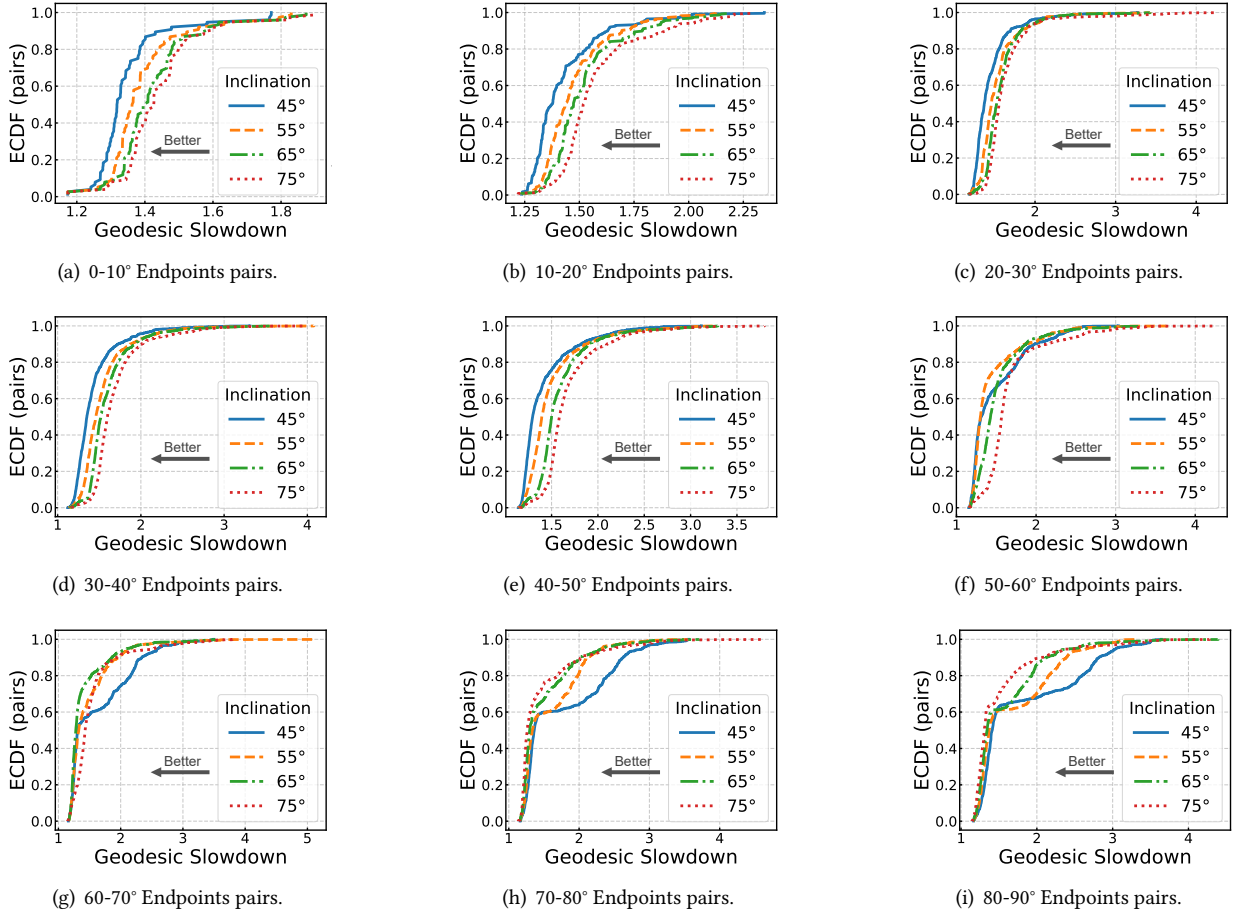 ECDF (pairs)
1.0
0.8
0.6
0.4
0.2
0.0
Inclination
45°
55°
65°
75°
Better
1.2 1.4 1.6 1.8
Geodesic Slowdown
(a) 0-10° Endpoints pairs.
ECDF (pairs)
1.0
0.8
0.6
0.4
0.2
0.0
Inclination
45°
55°
65°
75°
Better
1.25 1.50 1.75 2.00 2.25
Geodesic Slowdown
(b) 10-20° Endpoints pairs.
ECDF (pairs)
1.0
0.8
0.6
0.4
0.2
0.0
Inclination
45°
55°
65°
75°
Better
1 2 3 4
Geodesic Slowdown
(c) 20-30° Endpoints pairs.
ECDF (pairs)
1.0
0.8
0.6
0.4
0.2
0.0
Inclination
45°
55°
65°
75°
Better
1 2 3 4
Geodesic Slowdown
(d) 30-40° Endpoints pairs.
ECDF (pairs)
1.0
0.8
0.6
0.4
0.2
0.0
Inclination
45°
55°
65°
75°
Better
1.5 2.0 2.5 3.0 3.5
Geodesic Slowdown
(e) 40-50° Endpoints pairs.
ECDF (pairs)
1.0
0.8
0.6
0.4
0.2
0.0
Inclination
45°
55°
65°
75°
Better
1 2 3 4
Geodesic Slowdown
(f) 50-60° Endpoints pairs.
ECDF (pairs)
1.0
0.8
0.6
0.4
0.2
0.0
Inclination
45°
55°
65°
75°
Better
1 2 3 4 5
Geodesic Slowdown
(g) 60-70° Endpoints pairs.
ECDF (pairs)
1.0
0.8
0.6
0.4
0.2
0.0
Inclination
45°
55°
65°
75°
Better
1 2 3 4
Geodesic Slowdown
(h) 70-80° Endpoints pairs.
ECDF (pairs)
1.0
0.8
0.6
0.4
0.2
0.0
Inclination
45°
55°
65°
75°
Better
1 2 3 4
Geodesic Slowdown
(i) 80-90° Endpoints pairs.